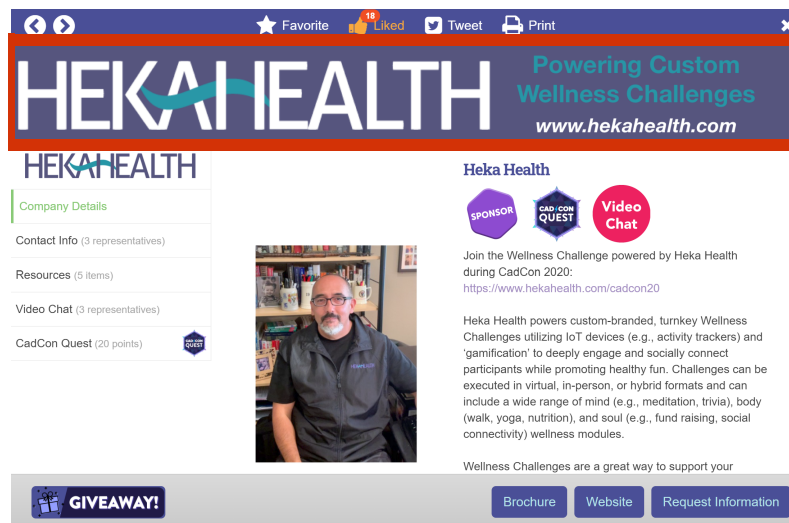 18
Favorite Liked Tweet Print
HEKAHEALTH
Powering Custom
Wellness Challenges
www.hekahealth.com
HEKAHEALTH
Company Details
Contact Info (3 representatives)
Resources (5 items)
Video Chat (3 representatives)
CadCon Quest (20 points)
CAD CON
QUEST
Heka Health
SPONSOR
CAD CON
QUEST
Video
Chat
Join the Wellness Challenge powered by Heka Health
during CadCon 2020:
https://www.hekahealth.com/cadcon20
Heka Health powers custom-branded, turnkey Wellness
Challenges utilizing IoT devices (e.g., activity trackers) and
‘gamification’ to deeply engage and socially connect
participants while promoting healthy fun. Challenges can be
executed in virtual, in-person, or hybrid formats and can
include a wide range of mind (e.g., meditation, trivia), body
(walk, yoga, nutrition), and soul (e.g., fund raising, social
connectivity) wellness modules.
Wellness Challenges are a great way to support your
GIVEAWAY!
Brochure Website Request Information